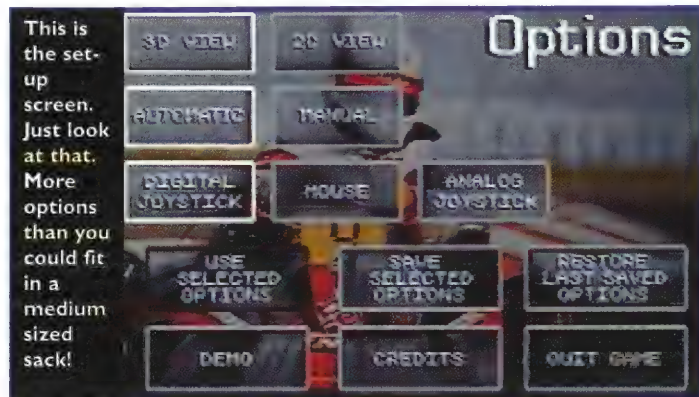 This is
the set-
up
screen.
Just look
at that.
More
options
than you
could fit
in a
medium
sized
sack!
Options
3D VIEW
2D VIEW
AUTOMATIC
MANUAL
DIGITAL
JOYSTICK
MOUSE
ANALOG
JOYSTICK
USE
SELECTED
OPTIONS
SAVE
SELECTED
OPTIONS
RESTORE
LAST SAVED
OPTIONS
DEMO
CREDITS
QUIT GAME